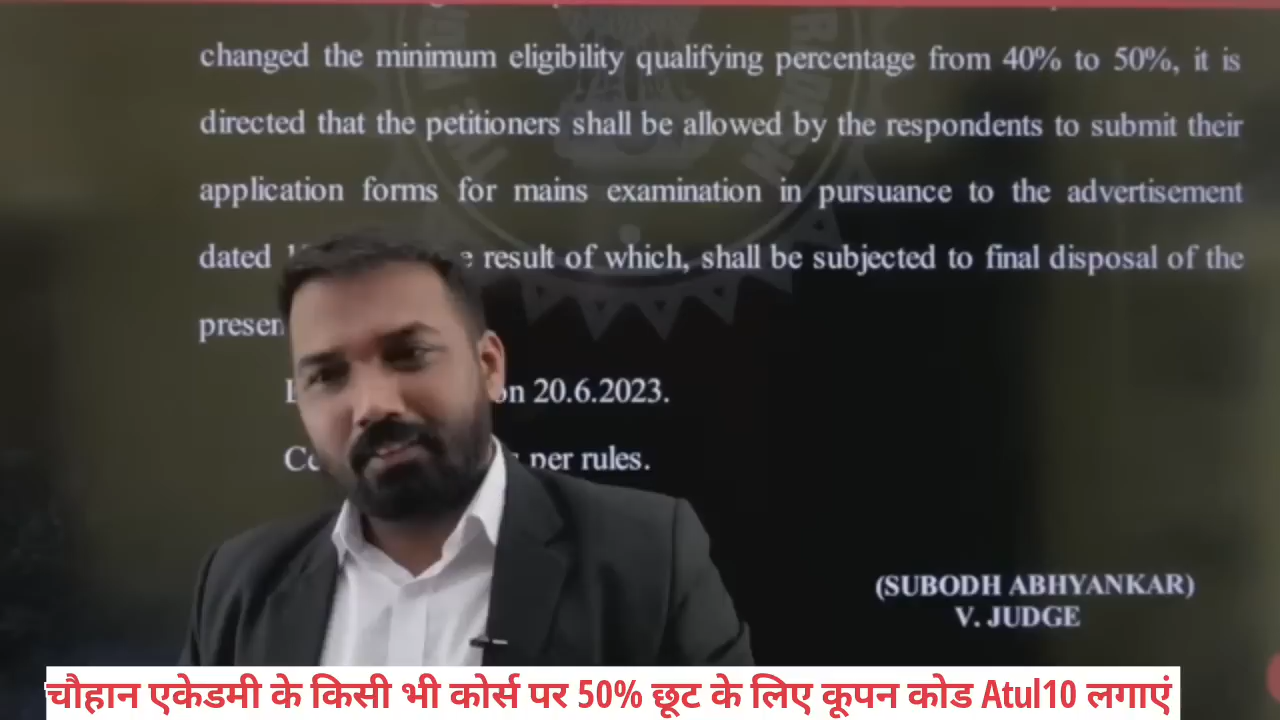 changed the minimum eligibility qualifying percentage from 40% to 50%, it is
directed that the petitioners shall be allowed by the respondents to submit their
application forms for mains examination in pursuance to the advertisement
dated result of which, shall be subjected to final disposal of the
on 20.6.2023.
per rules.
(SUBODH ABHYANKAR)
V. JUDGE
चौहान एकेडमी के किसी भी कोर्स पर 50% छूट के लिए कूपन कोड Atul10 लगाएं